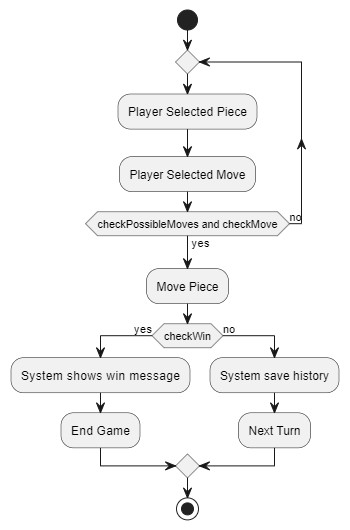 Player Selected Piece
Player Selected Move
checkPossibleMoves and checkMove
no
yes
Move Piece
yes
checkWin
no
System shows win message
System save history
End Game
Next Turn